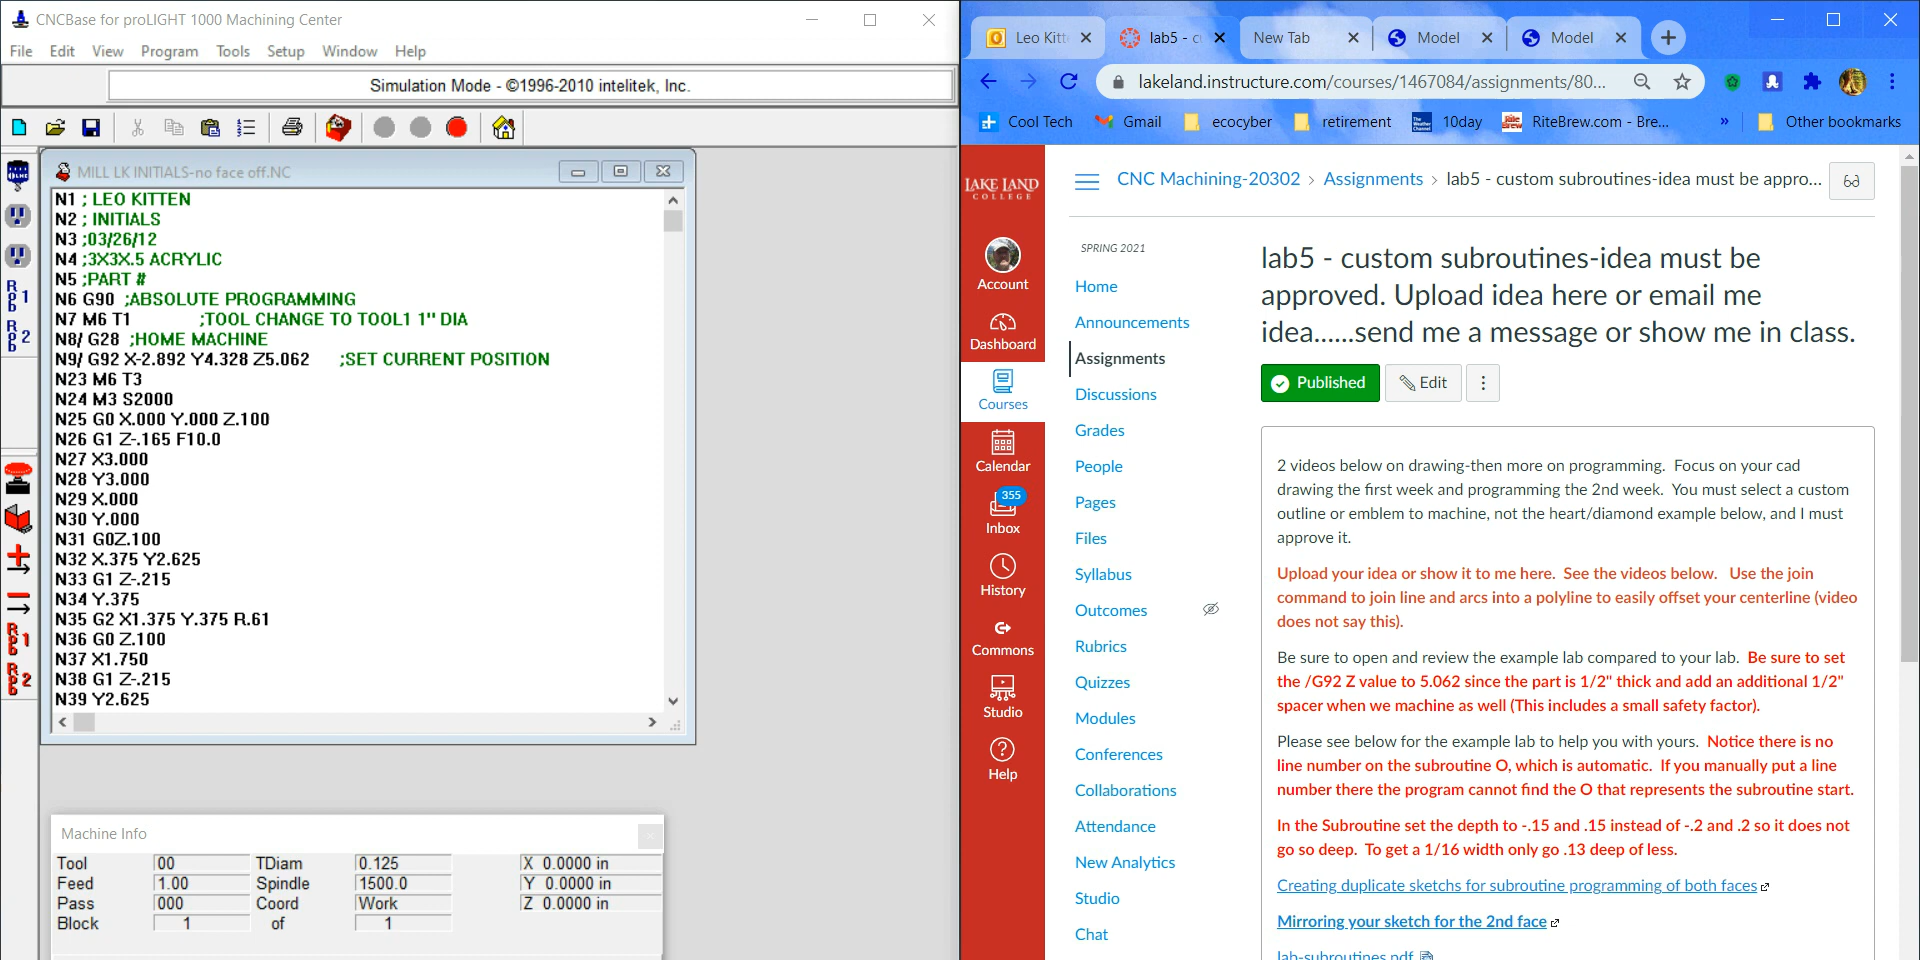 CNCBase for proLIGHT 1000 Machining Center
File Edit View Program Tools Setup Window Help
Simulation Mode - ©1996-2010 intelitek, Inc.
MILL LK INITIALS-no face off.NC
N1 ; LEO KITTEN
N2 ; INITIALS
N3 ;03/26/12
N4 ;3X3X.5 ACRYLIC
N5 ;PART #
N6 G90 ;ABSOLUTE PROGRAMMING
N7 M6 T1 ;TOOL CHANGE TO TOOL1 1" DIA
N8/ G28 ;HOME MACHINE
N9/ G92 X-2.892 Y4.328 Z5.062 ;SET CURRENT POSITION
N23 M6 T3
N24 M3 S2000
N25 G0 X.000 Y.000 Z.100
N26 G1 Z-.165 F10.0
N27 X3.000
N28 Y3.000
N29 X.000
N30 Y.000
N31 G0Z.100
N32 X.375 Y2.625
N33 G1 Z-.215
N34 Y.375
N35 G2 X1.375 Y.375 R.61
N36 G0 Z.100
N37 X1.750
N38 G1 Z-.215
N39 Y2.625
Machine Info
Tool 00 TDiam 0.125 X 0.0000 in
Feed 1.00 Spindle 1500.0 Y 0.0000 in
Pass 000 Coord Work Z 0.0000 in
Block 1 of 1
Leo Kitt
lab5 - cu
New Tab
Model
Model
lakeland.instructure.com/courses/1467084/assignments/80...
Cool Tech Gmail ecocyber retirement 10day RiteBrew.com - Bre... » Other bookmarks
LAKE LAND
COLLEGE
Account
Dashboard
Courses
Calendar
355
Inbox
History
Commons
Studio
Help
CNC Machining-20302 › Assignments › lab5 - custom subroutines-idea must be appro...
SPRING 2021
Home
Announcements
Assignments
Discussions
Grades
People
Pages
Files
Syllabus
Outcomes
Rubrics
Quizzes
Modules
Conferences
Collaborations
Attendance
New Analytics
Studio
Chat
lab5 - custom subroutines-idea must be
approved. Upload idea here or email me
idea......send me a message or show me in class.
Published Edit
2 videos below on drawing-then more on programming. Focus on your cad
drawing the first week and programming the 2nd week. You must select a custom
outline or emblem to machine, not the heart/diamond example below, and I must
approve it.
Upload your idea or show it to me here. See the videos below. Use the join
command to join line and arcs into a polyline to easily offset your centerline (video
does not say this).
Be sure to open and review the example lab compared to your lab. Be sure to set
the /G92 Z value to 5.062 since the part is 1/2" thick and add an additional 1/2"
spacer when we machine as well (This includes a small safety factor).
Please see below for the example lab to help you with yours. Notice there is no
line number on the subroutine O, which is automatic. If you manually put a line
number there the program cannot find the O that represents the subroutine start.
In the Subroutine set the depth to -.15 and .15 instead of -.2 and .2 so it does not
go so deep. To get a 1/16 width only go .13 deep of less.
Creating duplicate sketchs for subroutine programming of both faces
Mirroring your sketch for the 2nd face
lab-subroutines.pdf